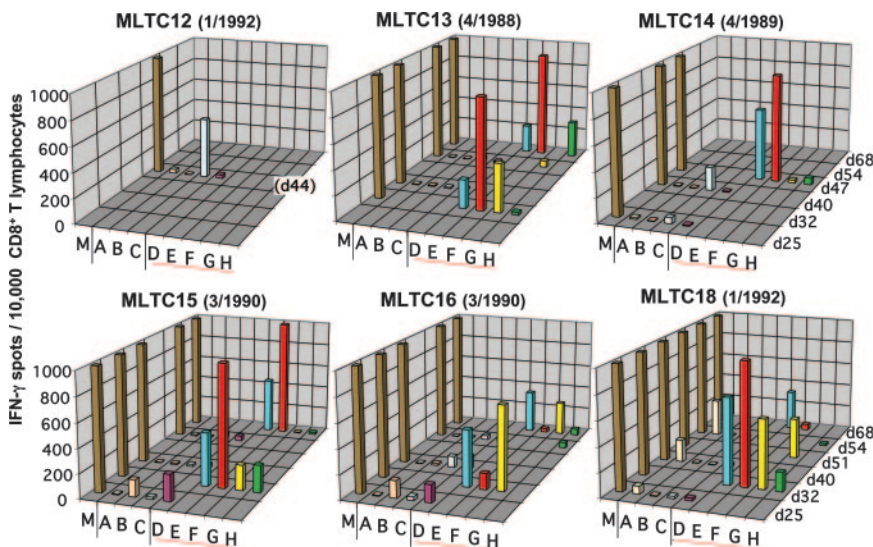 MLTC12 (1/1992) MLTC13 (4/1988) MLTC14 (4/1989)
IFN-γ spots / 10,000 CD8⁺ T lymphocytes
1000
800
600
400
200
0
(d44)
d68
d54
d47
d40
d32
d25
M A B C D E F G H
M A B C D E F G H
M A B C D E F G H
MLTC15 (3/1990) MLTC16 (3/1990) MLTC18 (1/1992)
1000
800
600
400
200
0
d68
d54
d51
d40
d32
d25
M A B C D E F G H
M A B C D E F G H
M A B C D E F G H